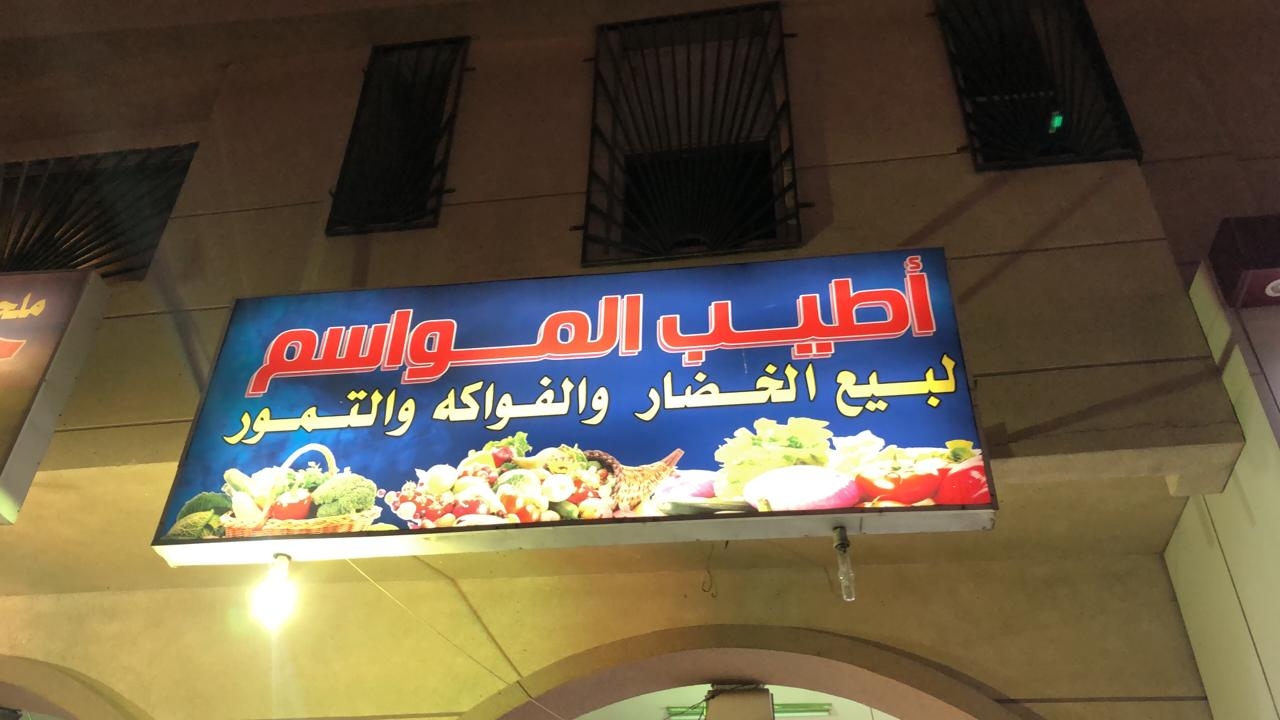 أطيب المواسم
لبيع الخضار والفواكه والتمور